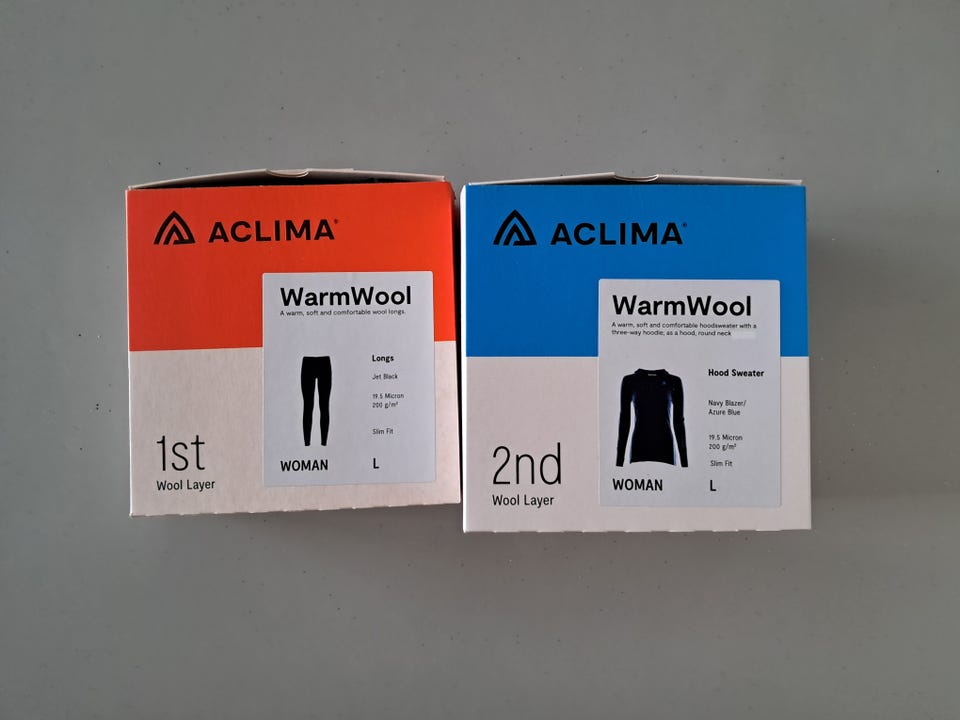 ACLIMA®
WarmWool
A warm, soft and comfortable wool longs.
Longs
Jet Black
19.5 Micron
200 g/m²
Slim Fit
WOMAN L
1st
Wool Layer
ACLIMA®
WarmWool
A warm, soft and comfortable hoodsweater with a
three-way hoodie; as a hood, round neck
Hood Sweater
Navy Blazer/
Azure Blue
19.5 Micron
200 g/m²
Slim Fit
WOMAN L
2nd
Wool Layer